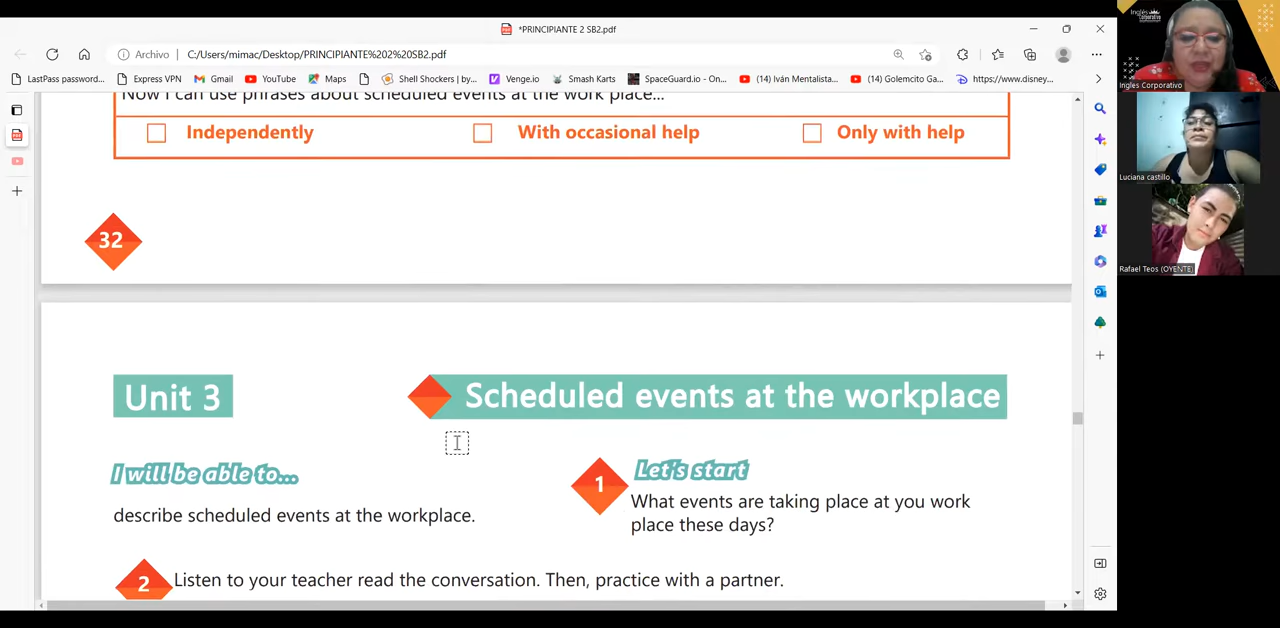 *PRINCIPIANTE 2 SB2.pdf
Archivo
C:/Users/mimac/Desktop/PRINCIPIANTE%202%20SB2.pdf
LastPass password...
Express VPN
Gmail
YouTube
Maps
Shell Shockers | by...
Venge.io
Smash Karts
SpaceGuard.io - On...
(14) Iván Mentalista...
(14) Golemcito Ga...
https://www.disney...
Now I can use phrases about scheduled events at the work place...
Independently
With occasional help
Only with help
32
Unit 3
Scheduled events at the workplace
I will be able to...
describe scheduled events at the workplace.
1
Let's start
What events are taking place at you work
place these days?
2
Listen to your teacher read the conversation. Then, practice with a partner.
Inglés
Corporativo
Ingles Corporativo
Luciana castillo
Rafael Teos (OYENTE)